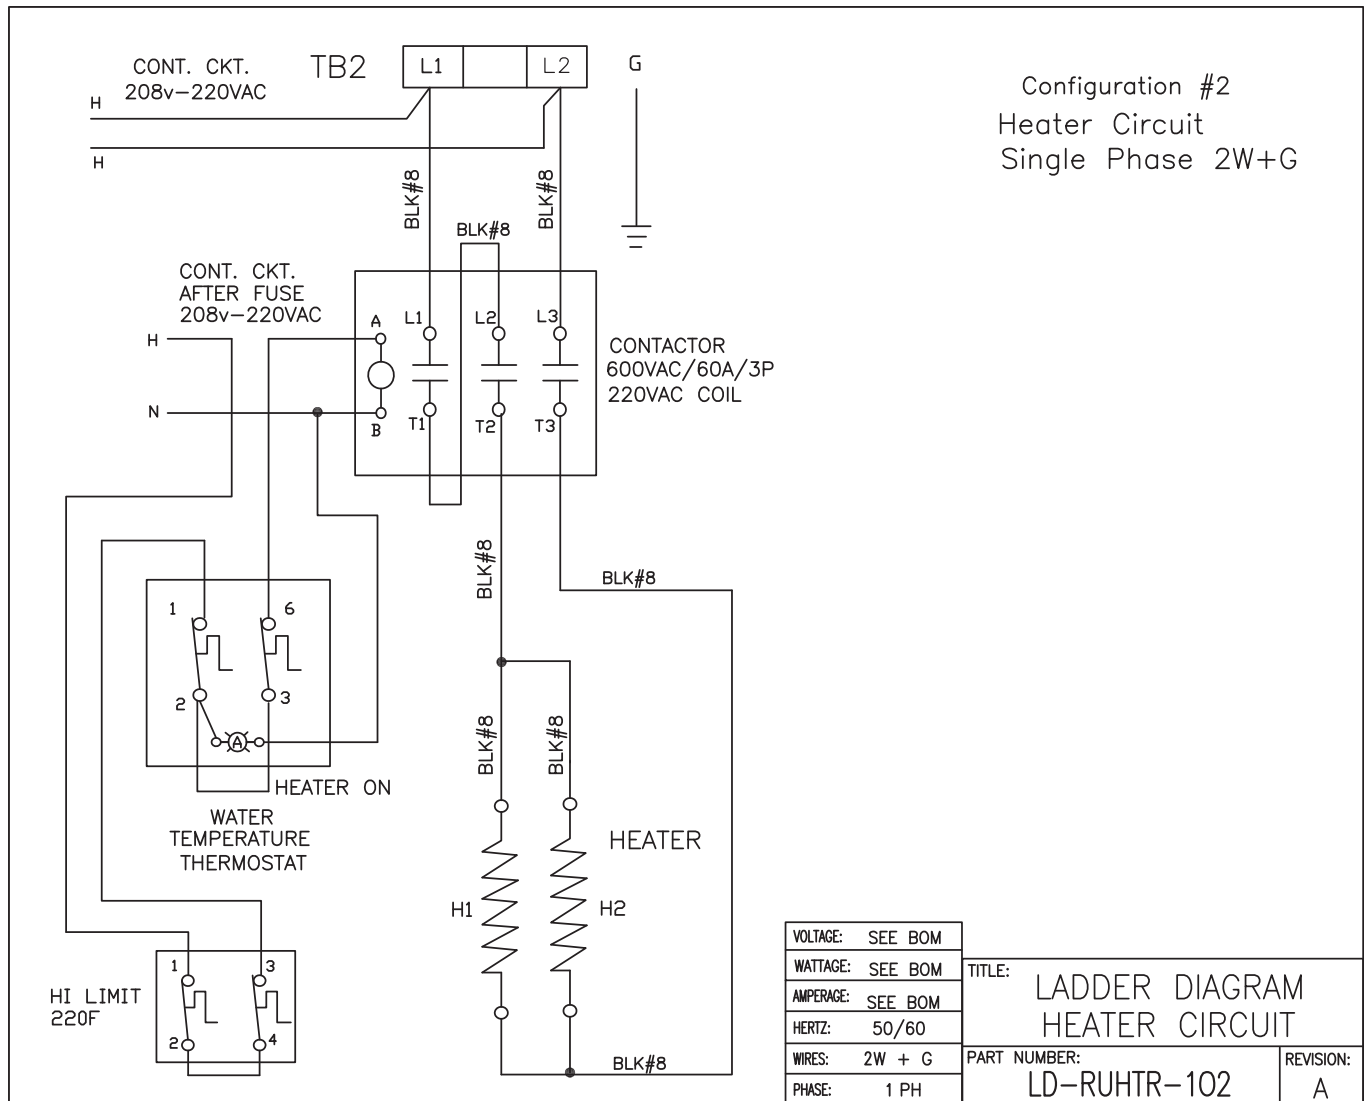 CONT. CKT.
208v-220VAC
H
H
TB2
L1
L2
G
Configuration #2
Heater Circuit
Single Phase 2W+G
BLK#8
BLK#8
BLK#8
CONT. CKT.
AFTER FUSE
208v-220VAC
H
N
A
B
L1
L2
L3
T1
T2
T3
CONTACTOR
600VAC/60A/3P
220VAC COIL
BLK#8
BLK#8
1
6
2
3
A
HEATER ON
WATER
TEMPERATURE
THERMOSTAT
BLK#8
BLK#8
HEATER
H1
H2
BLK#8
HI LIMIT
220F
1
3
2
4
VOLTAGE: SEE BOM
WATTAGE: SEE BOM
AMPERAGE: SEE BOM
HERTZ: 50/60
WIRES: 2W + G
PHASE: 1 PH
TITLE:
LADDER DIAGRAM
HEATER CIRCUIT
PART NUMBER:
LD-RUHTR-102
REVISION:
A